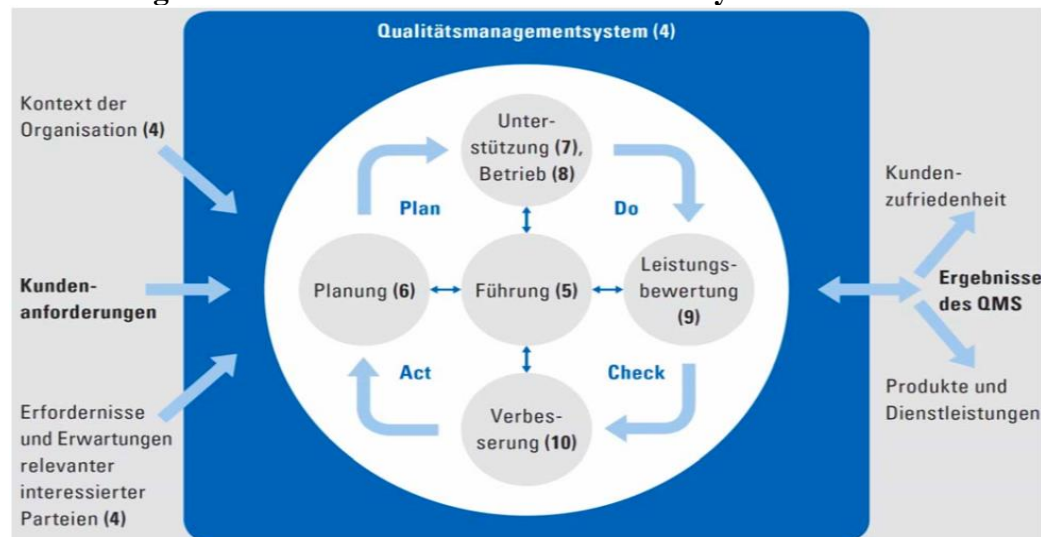 Qualitätsmanagementsystem (4)
Kontext der
Organisation (4)
Kunden-
anforderungen
Erfordernisse
und Erwartungen
relevanter
interessierter
Parteien (4)
Unter-
stützung (7),
Betrieb (8)
Plan
Do
Planung (6)
Führung (5)
Leistungs-
bewertung
(9)
Act
Check
Verbes-
serung (10)
Kunden-
zufriedenheit
Ergebnisse
des QMS
Produkte und
Dienstleistungen